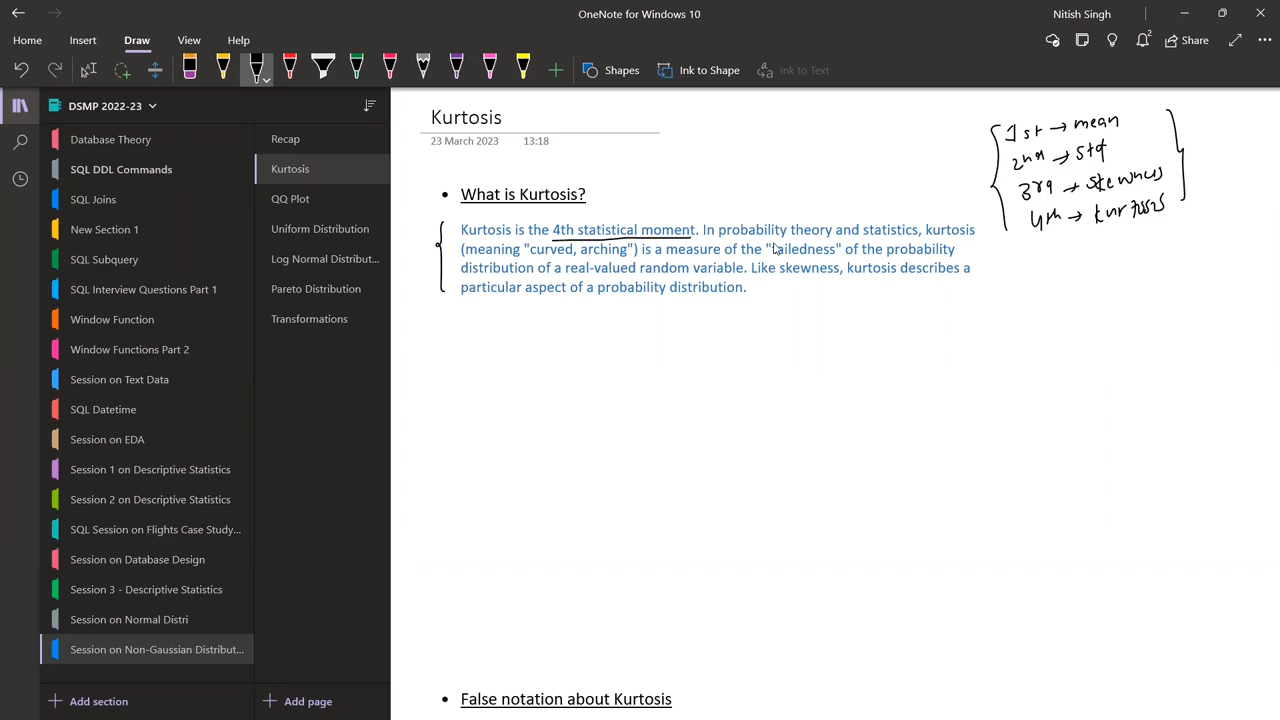 OneNote for Windows 10
Nitish Singh
Home
Insert
Draw
View
Help
Share
Shapes
Ink to Shape
Ink to Text
DSMP 2022-23
Database Theory
SQL DDL Commands
SQL Joins
New Section 1
SQL Subquery
SQL Interview Questions Part 1
Window Function
Window Functions Part 2
Session on Text Data
SQL Datetime
Session on EDA
Session 1 on Descriptive Statistics
Session 2 on Descriptive Statistics
SQL Session on Flights Case Study...
Session on Database Design
Session 3 - Descriptive Statistics
Session on Normal Distri
Session on Non-Gaussian Distribut...
Add section
Recap
Kurtosis
QQ Plot
Uniform Distribution
Log Normal Distribut...
Pareto Distribution
Transformations
Add page
Kurtosis
23 March 2023 13:18
• What is Kurtosis?
Kurtosis is the 4th statistical moment. In probability theory and statistics, kurtosis
(meaning "curved, arching") is a measure of the "tailedness" of the probability
distribution of a real-valued random variable. Like skewness, kurtosis describes a
particular aspect of a probability distribution.
1st → mean
2nd → std
3rd → skewness
4th → kurtosis
• False notation about Kurtosis